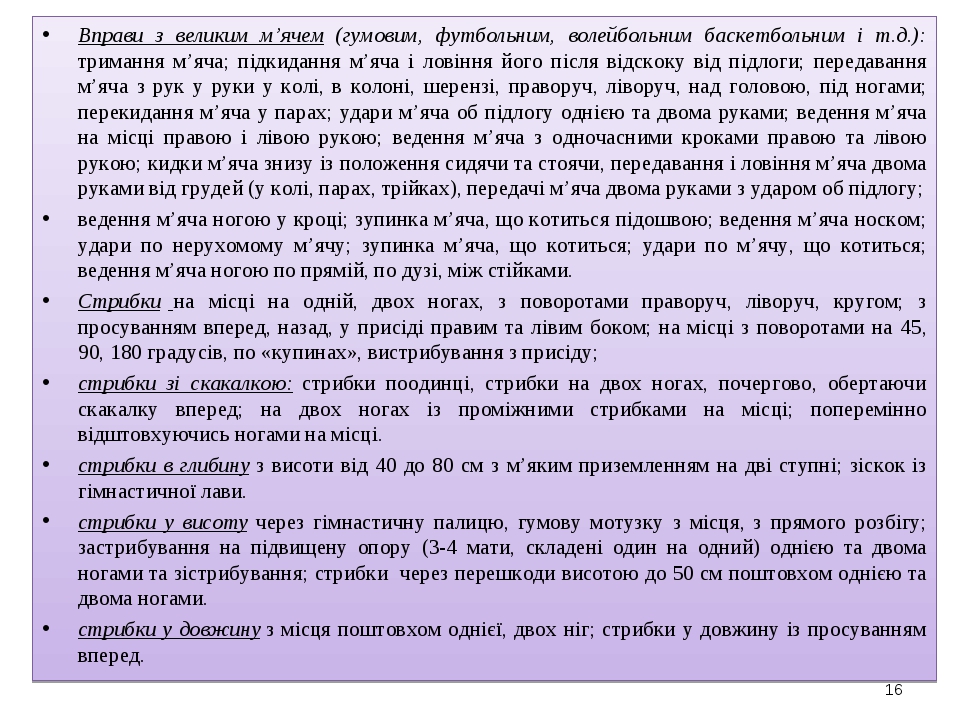 • Вправи з великим м’ячем (гумовим, футбольним, волейбольним баскетбольним і т.д.):
тримання м’яча; підкидання м’яча і ловіння його після відскоку від підлоги; передавання
м’яча з рук у руки у колі, в колоні, шерензі, праворуч, ліворуч, над головою, під ногами;
перекидання м’яча у парах; удари м’яча об підлогу однією та двома руками; ведення м’яча
на місці правою і лівою рукою; ведення м’яча з одночасними кроками правою та лівою
рукою; кидки м’яча знизу із положення сидячи та стоячи, передавання і ловіння м’яча двома
руками від грудей (у колі, парах, трійках), передачі м’яча двома руками з ударом об підлогу;
• ведення м’яча ногою у кроці; зупинка м’яча, що котиться підошвою; ведення м’яча носком;
удари по нерухомому м’ячу; зупинка м’яча, що котиться; удари по м’ячу, що котиться;
ведення м’яча ногою по прямій, по дузі, між стійками.
• Стрибки на місці на одній, двох ногах, з поворотами праворуч, ліворуч, кругом; з
просуванням вперед, назад, у присіді правим та лівим боком; на місці з поворотами на 45,
90, 180 градусів, по «купинах», вистрибування з присіду;
• стрибки зі скакалкою: стрибки поодинці, стрибки на двох ногах, почергово, обертаючи
скакалку вперед; на двох ногах із проміжними стрибками на місці; поперемінно
відштовхуючись ногами на місці.
• стрибки в глибину з висоти від 40 до 80 см з м’яким приземленням на дві ступні; зіскок із
гімнастичної лави.
• стрибки у висоту через гімнастичну палицю, гумову мотузку з місця, з прямого розбігу;
застрибування на підвищену опору (3-4 мати, складені один на одний) однією та двома
ногами та зістрибування; стрибки через перешкоди висотою до 50 см поштовхом однією та
двома ногами.
• стрибки у довжину з місця поштовхом однієї, двох ніг; стрибки у довжину із просуванням
вперед.
16